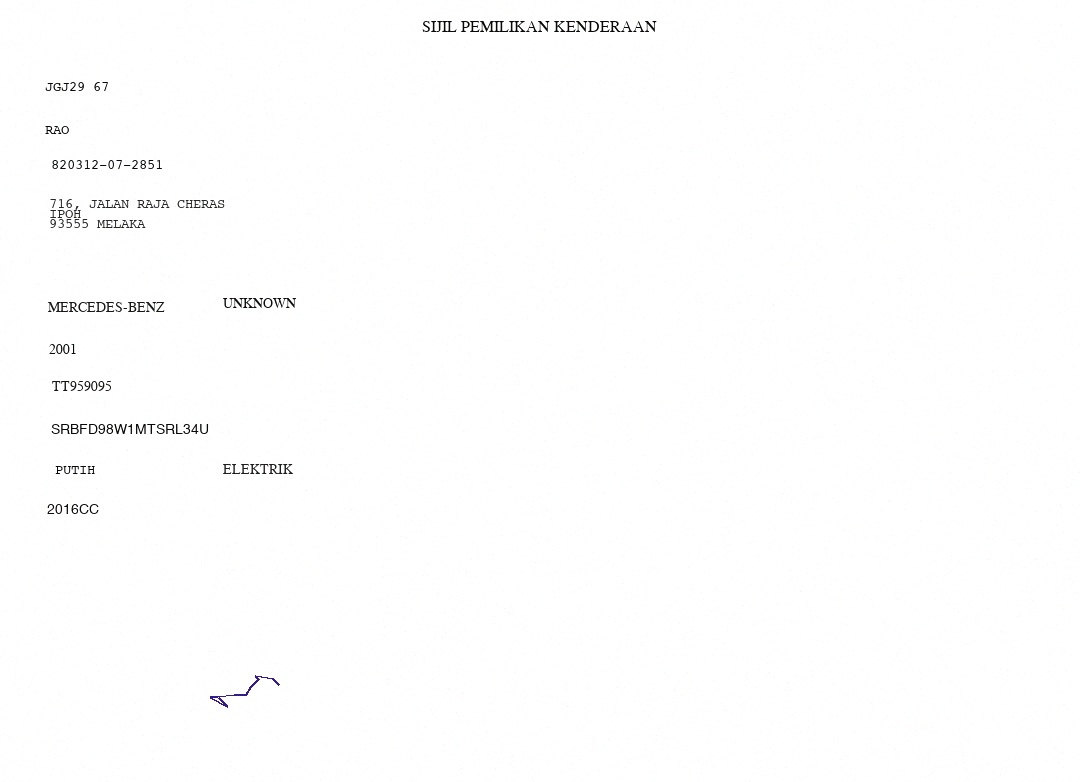 SIJIL PEMILIKAN KENDERAAN
JGJ29 67
RAO
820312-07-2851
716, JALAN RAJA CHERAS
IPOH
93555 MELAKA
MERCEDES-BENZ UNKNOWN
2001
TT959095
SRBFD98W1MTSRL34U
PUTIH ELEKTRIK
2016CC